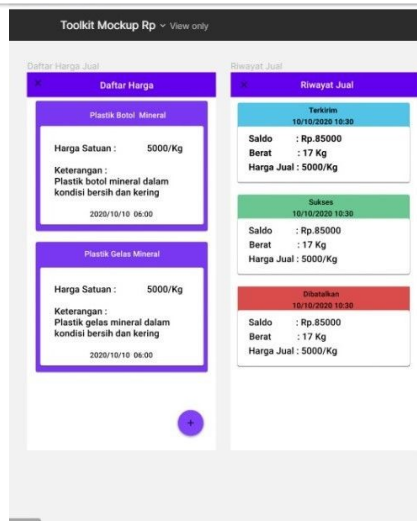 Toolkit Mockup Rp View only
Daftar Harga Jual
Daftar Harga
Plastik Botol Mineral
Harga Satuan : 5000/Kg
Keterangan :
Plastik botol mineral dalam
kondisi bersih dan kering
2020/10/10 06:00
Plastik Gelas Mineral
Harga Satuan : 5000/Kg
Keterangan :
Plastik gelas mineral dalam
kondisi bersih dan kering
2020/10/10 06:00
+
Riwayat Jual
Riwayat Jual
Terkirim
10/10/2020 10:30
Saldo : Rp.85000
Berat : 17 Kg
Harga Jual : 5000/Kg
Sukses
10/10/2020 10:30
Saldo : Rp.85000
Berat : 17 Kg
Harga Jual : 5000/Kg
Dibatalkan
10/10/2020 10:30
Saldo : Rp.85000
Berat : 17 Kg
Harga Jual : 5000/Kg